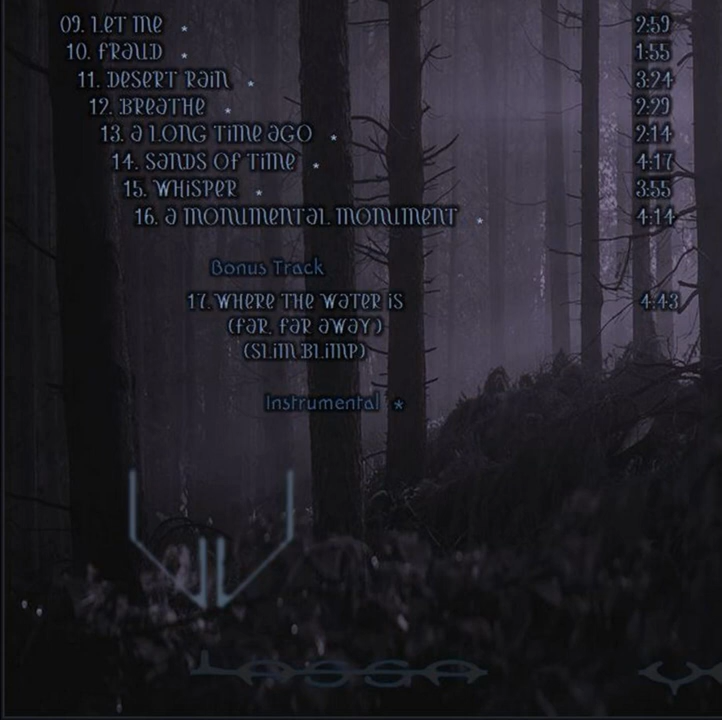 09. Let Me * 2:59
10. Fraud * 1:55
11. Desert Rain * 3:24
12. Breathe * 2:29
13. A Long Time Ago * 2:14
14. Sands Of Time * 4:17
15. Whisper * 3:55
16. A Monumental Monument * 4:14
Bonus Track
17. Where The Water is 4:43
(Far, Far Away)
(Slim.Blimp)
Instrumental *